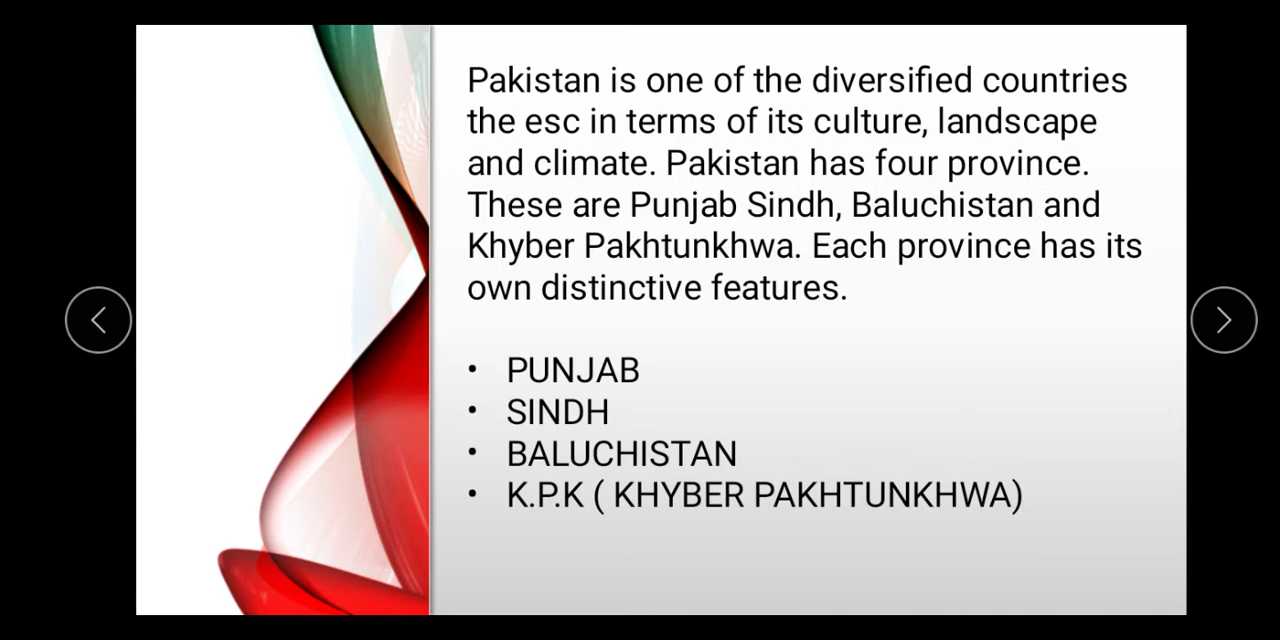 Pakistan is one of the diversified countries
the esc in terms of its culture, landscape
and climate. Pakistan has four province.
These are Punjab Sindh, Baluchistan and
Khyber Pakhtunkhwa. Each province has its
own distinctive features.
• PUNJAB
• SINDH
• BALUCHISTAN
• K.P.K ( KHYBER PAKHTUNKHWA)